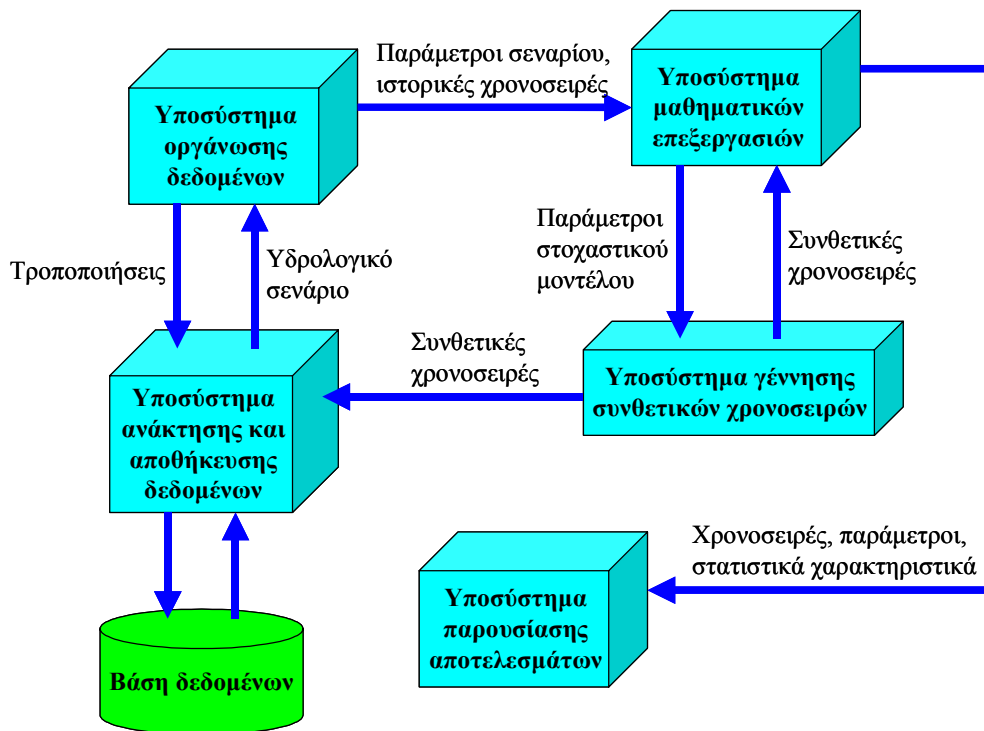 Παράμετροι σεναρίου,
ιστορικές χρονοσειρές
Υποσύστημα
οργάνωσης
δεδομένων
Υποσύστημα
μαθηματικών
επεξεργασιών
Τροποποιήσεις
Υδρολογικό
σενάριο
Παράμετροι
στοχαστικού
μοντέλου
Συνθετικές
χρονοσειρές
Συνθετικές
χρονοσειρές
Υποσύστημα
ανάκτησης και
αποθήκευσης
δεδομένων
Υποσύστημα γέννησης
συνθετικών χρονοσειρών
Χρονοσειρές, παράμετροι,
στατιστικά χαρακτηριστικά
Υποσύστημα
παρουσίασης
αποτελεσμάτων
Βάση δεδομένων